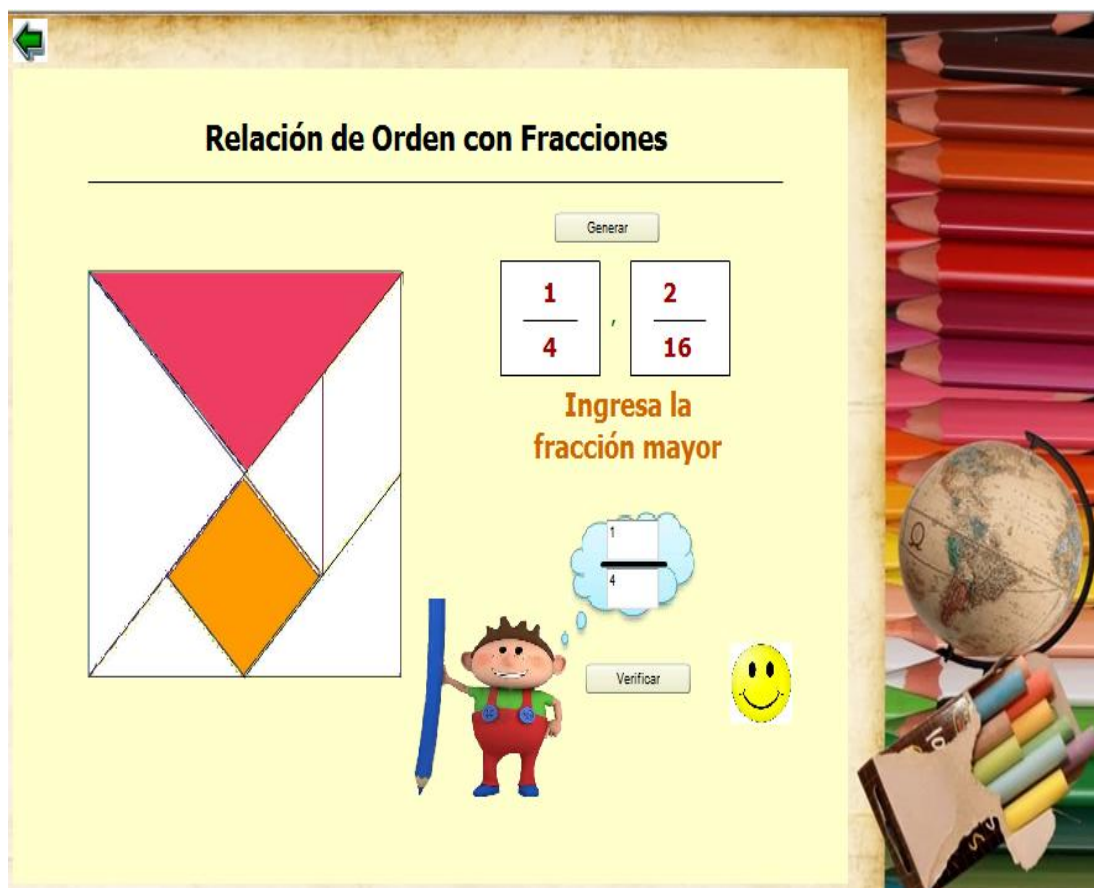 Relación de Orden con Fracciones
Generar
1
4
,
2
16
Ingresa la
fracción mayor
1
4
Verificar